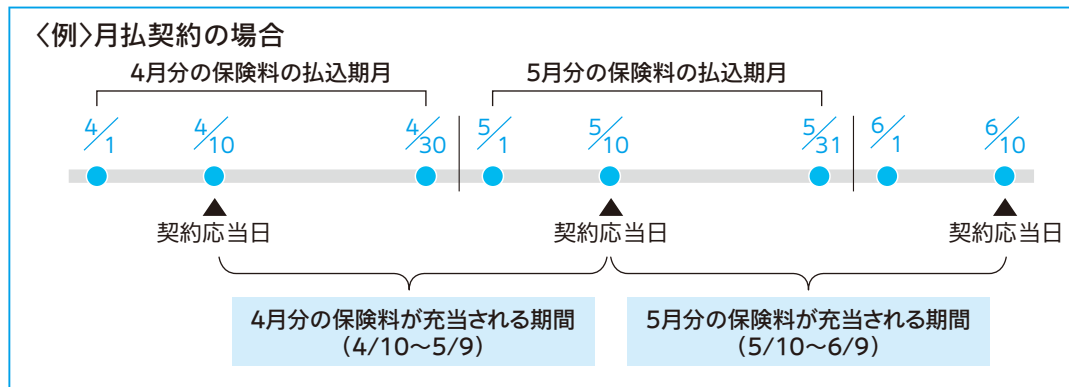 〈例〉月払契約の場合
4月分の保険料の払込期月
5月分の保険料の払込期月
4/1
4/10
4/30
5/1
5/10
5/31
6/1
6/10
契約応当日
契約応当日
契約応当日
4月分の保険料が充当される期間
（4/10～5/9）
5月分の保険料が充当される期間
（5/10～6/9）